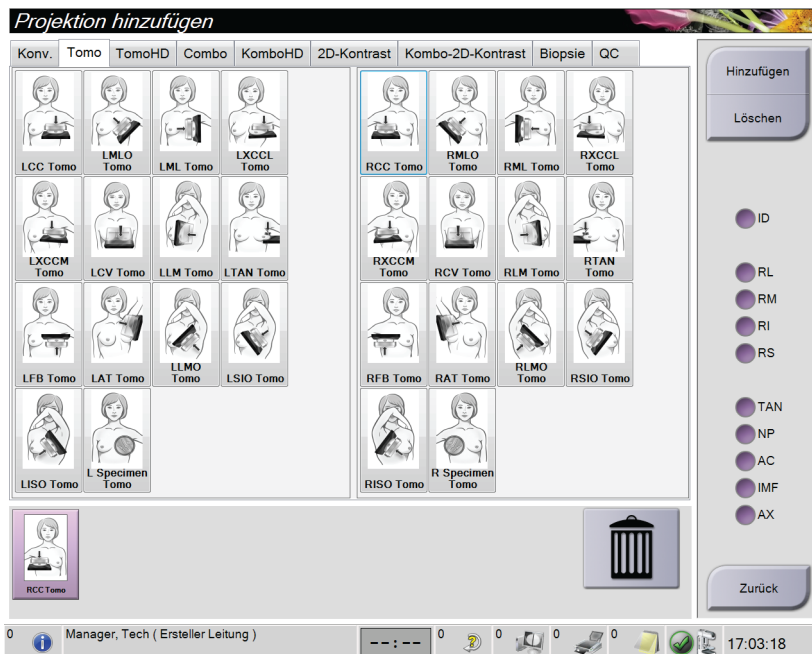 Projektion hinzufügen
Konv. Tomo TomoHD Combo KomboHD 2D-Kontrast Kombo-2D-Kontrast Biopsie QC
LCC Tomo
LMLO
Tomo
LML Tomo
LXCCL
Tomo
RCC Tomo
RMLO
Tomo
RML Tomo
RXCCL
Tomo
LXCCM
Tomo
LCV Tomo
LLM Tomo
LTAN Tomo
RXCCM
Tomo
RCV Tomo
RLM Tomo
RTAN
Tomo
LFB Tomo
LAT Tomo
LLMO
Tomo
LSIO Tomo
RFB Tomo
RAT Tomo
RLMO
Tomo
RSIO Tomo
LISO Tomo
L Specimen
Tomo
RISO Tomo
R Specimen
Tomo
RCC Tomo
Hinzufügen
Löschen
ID
RL
RM
RI
RS
TAN
NP
AC
IMF
AX
Zurück
0 Manager, Tech ( Ersteller Leitung ) --:-- 0 0 0 0 17:03:18